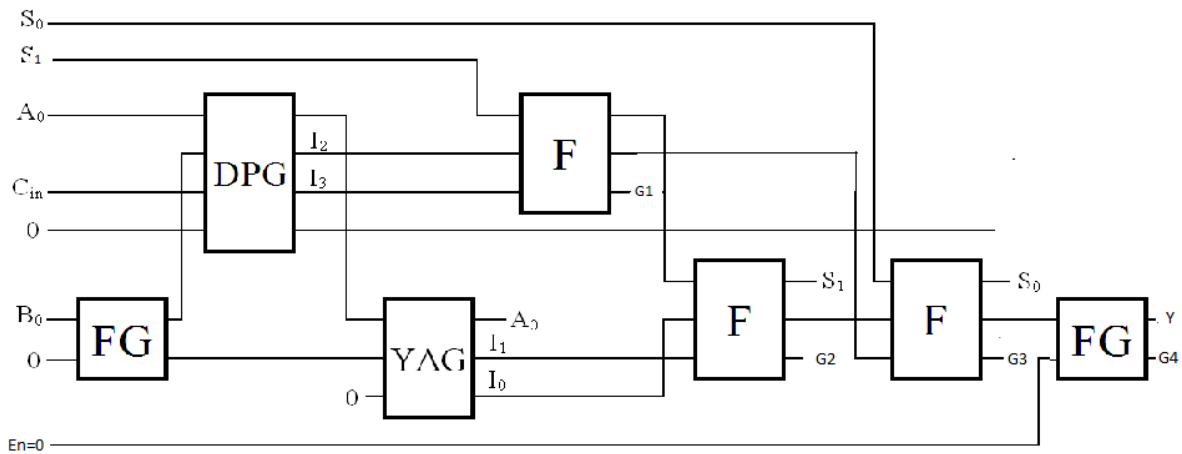 S₀
S₁
A₀
I₂
F
DPG
I₃
G1
Cᵢₙ
0
S₁
S₀
B₀
FG
A₀
F
F
FG
Y
0
YAG
I₁
G2
G3
G4
I₀
0
En=0